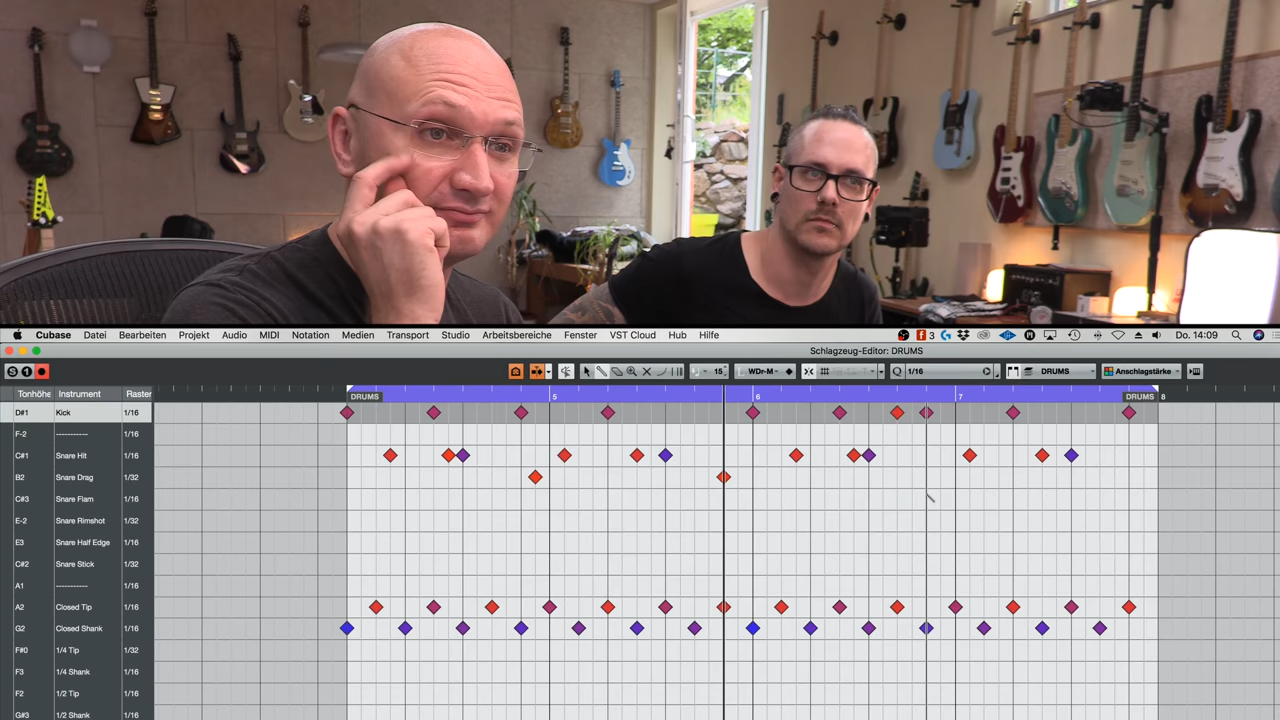 Cubase Datei Bearbeiten Projekt Audio MIDI Notation Medien Transport Studio Arbeitsbereiche Fenster VST Cloud Hub Hilfe 3 Do. 14:09
Schlagzeug-Editor: DRUMS
S 15 WDr-M Q 1/16 DRUMS Anschlagstärke
Tonhöhe Instrument Raster
DRUMS 5 6 7 DRUMS 8
D#1 Kick 1/16
F-2 ----------- 1/16
C#1 Snare Hit 1/16
B2 Snare Drag 1/32
C#3 Snare Flam 1/16
E-2 Snare Rimshot 1/32
E3 Snare Half Edge 1/16
C#2 Snare Stick 1/32
A1 ----------- 1/16
A2 Closed Tip 1/16
G2 Closed Shank 1/16
F#0 1/4 Tip 1/32
F3 1/4 Shank 1/16
F2 1/2 Tip 1/16
G#3 1/2 Shank 1/16